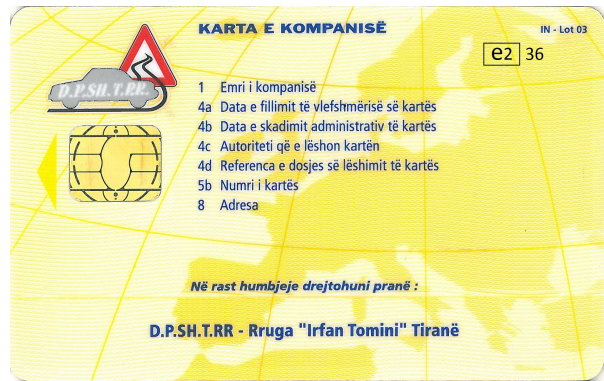 KARTA E KOMPANISË
IN - Lot 03
e2 36
D.P.SH.T.RR.
1 Emri i kompanisë
4a Data e fillimit të vlefshmërisë së kartës
4b Data e skadimit administrativ të kartës
4c Autoriteti që e lëshon kartën
4d Referenca e dosjes së lëshimit të kartës
5b Numri i kartës
8 Adresa
Në rast humbjeje drejtohuni pranë :
D.P.SH.T.RR - Rruga "Irfan Tomini" Tiranë